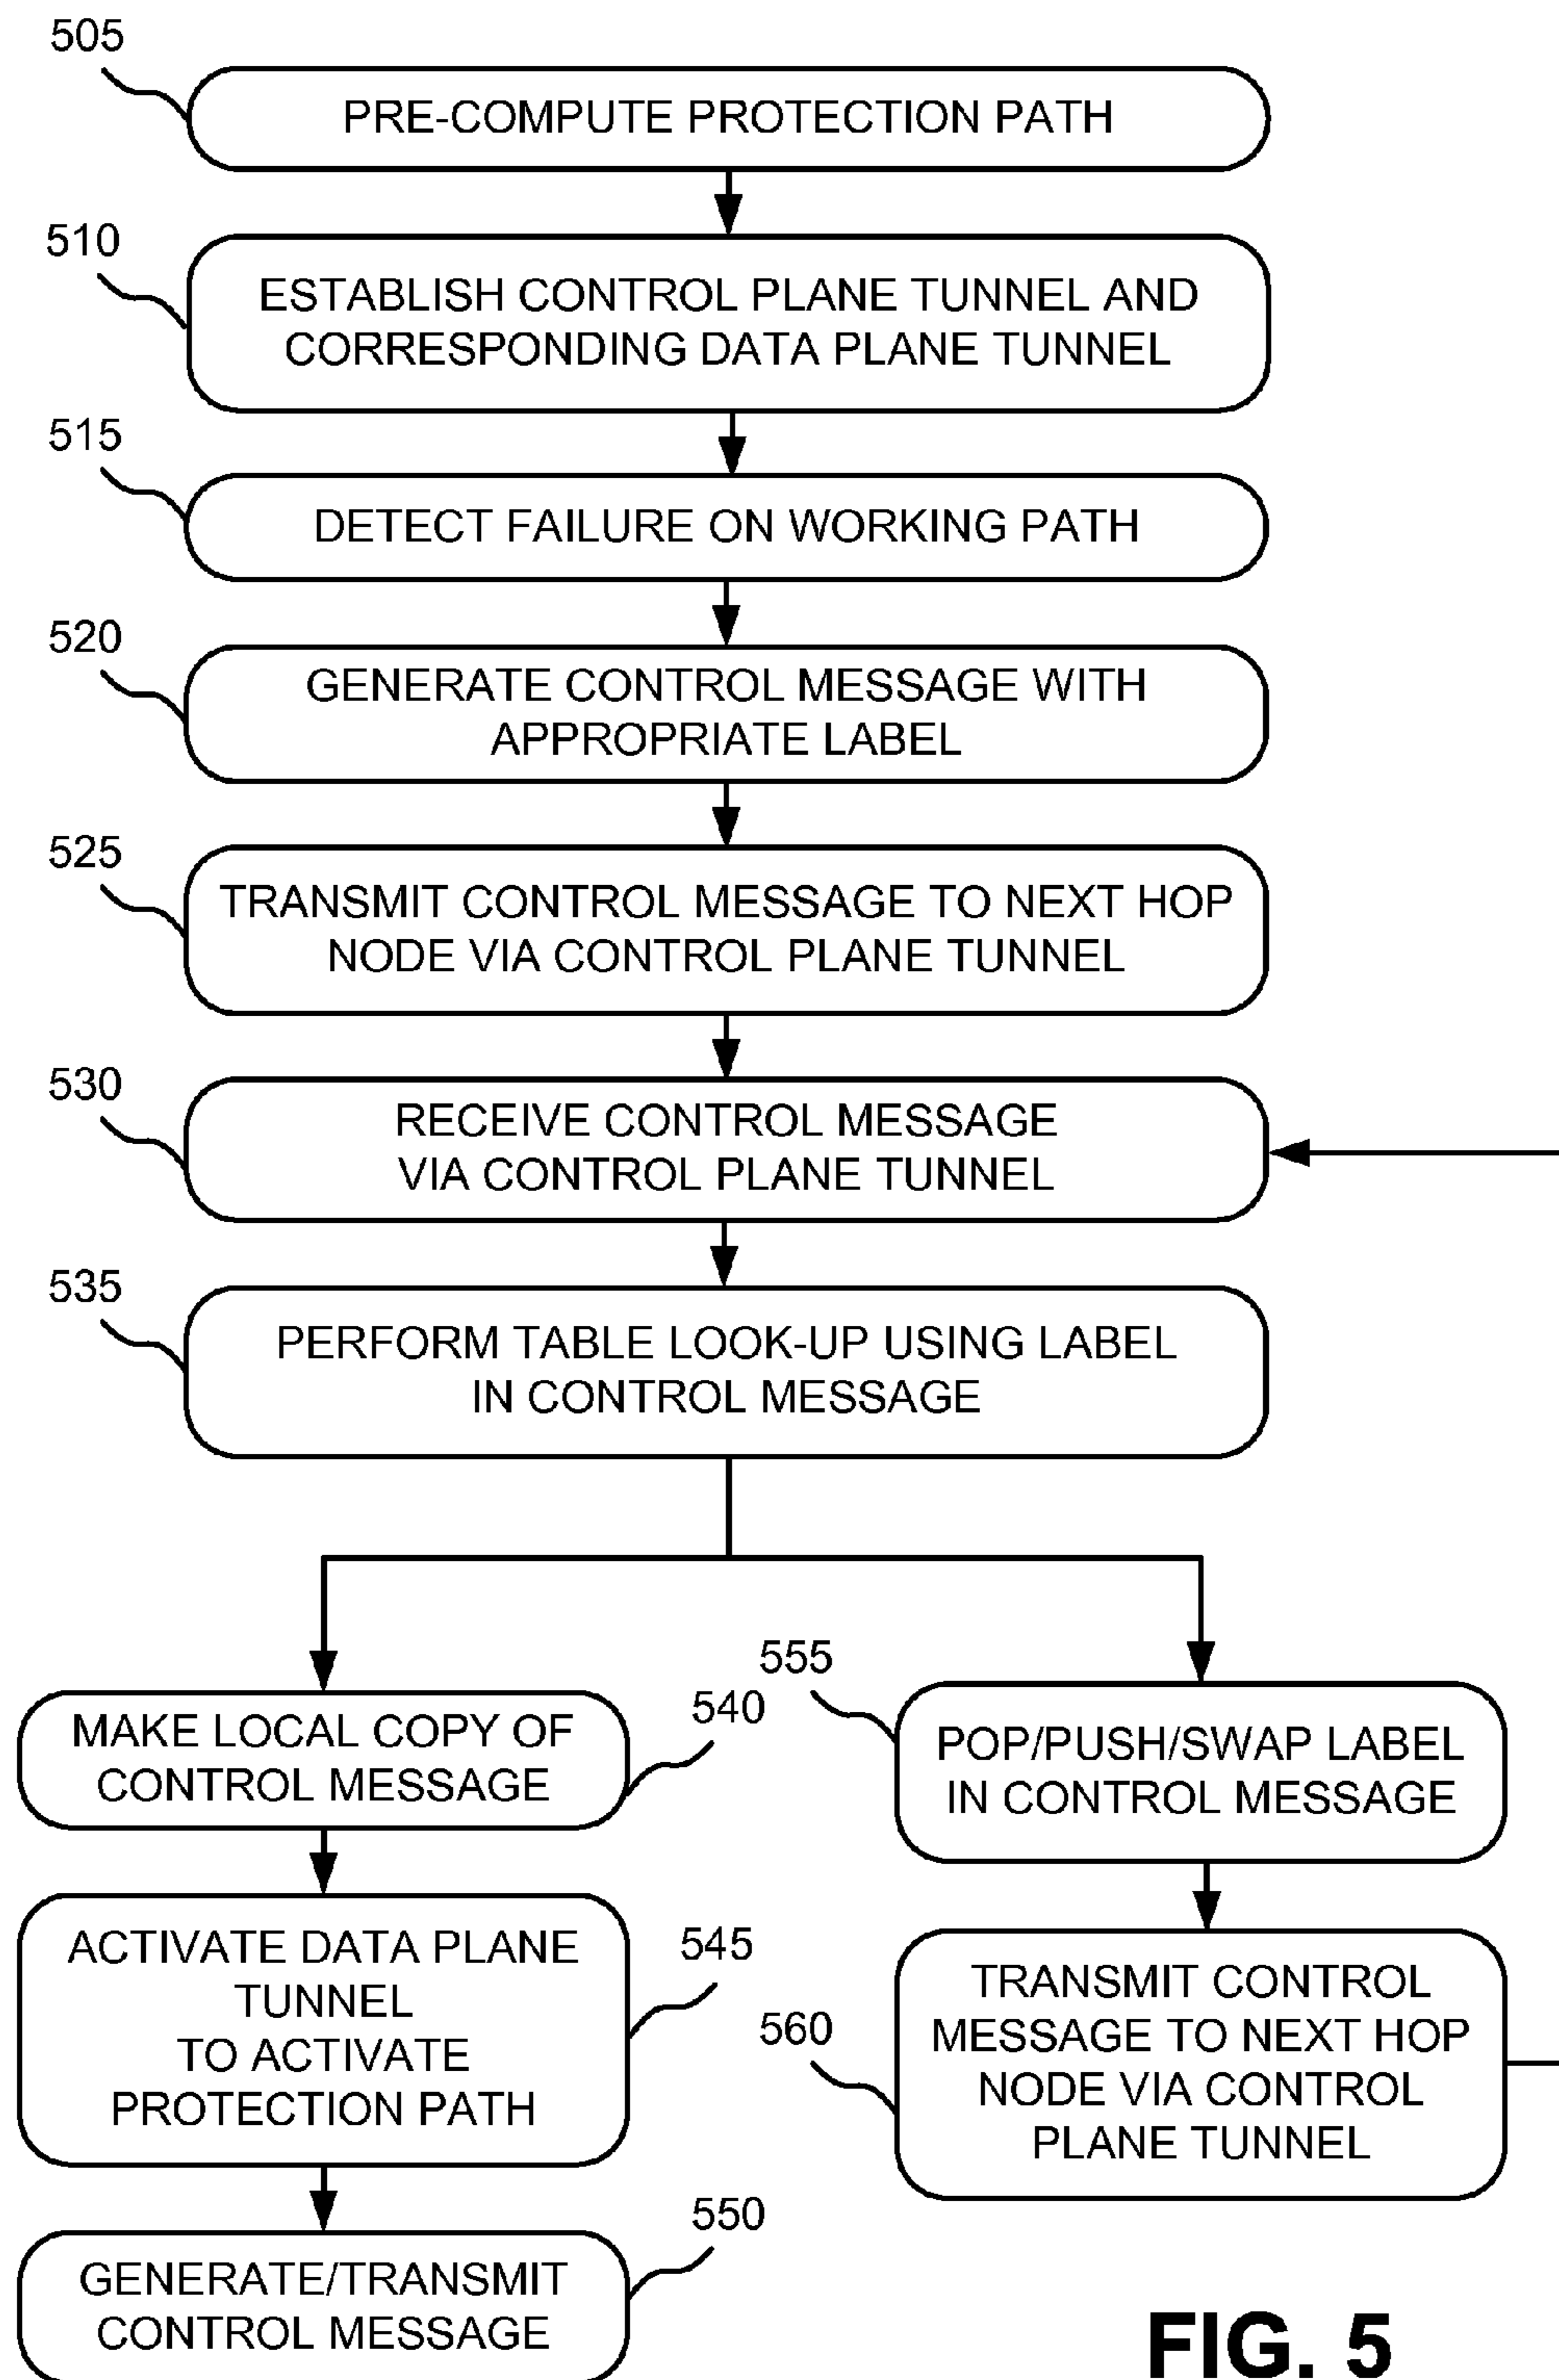 505
PRE-COMPUTE PROTECTION PATH
510
ESTABLISH CONTROL PLANE TUNNEL AND
CORRESPONDING DATA PLANE TUNNEL
515
DETECT FAILURE ON WORKING PATH
520
GENERATE CONTROL MESSAGE WITH
APPROPRIATE LABEL
525
TRANSMIT CONTROL MESSAGE TO NEXT HOP
NODE VIA CONTROL PLANE TUNNEL
530
RECEIVE CONTROL MESSAGE
VIA CONTROL PLANE TUNNEL
535
PERFORM TABLE LOOK-UP USING LABEL
IN CONTROL MESSAGE
540
MAKE LOCAL COPY OF
CONTROL MESSAGE
545
ACTIVATE DATA PLANE
TUNNEL
TO ACTIVATE
PROTECTION PATH
550
GENERATE/TRANSMIT
CONTROL MESSAGE
555
POP/PUSH/SWAP LABEL
IN CONTROL MESSAGE
560
TRANSMIT CONTROL
MESSAGE TO NEXT HOP
NODE VIA CONTROL
PLANE TUNNEL
FIG. 5